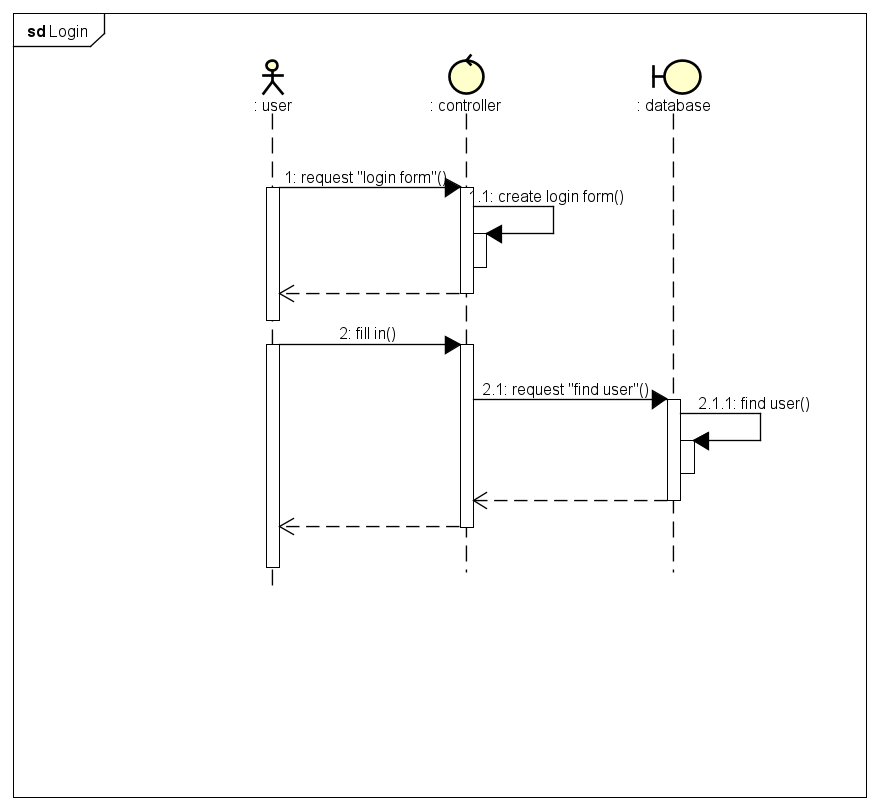 sd Login
: user
: controller
: database
1: request "login form"()
1.1: create login form()
2: fill in()
2.1: request "find user"()
2.1.1: find user()